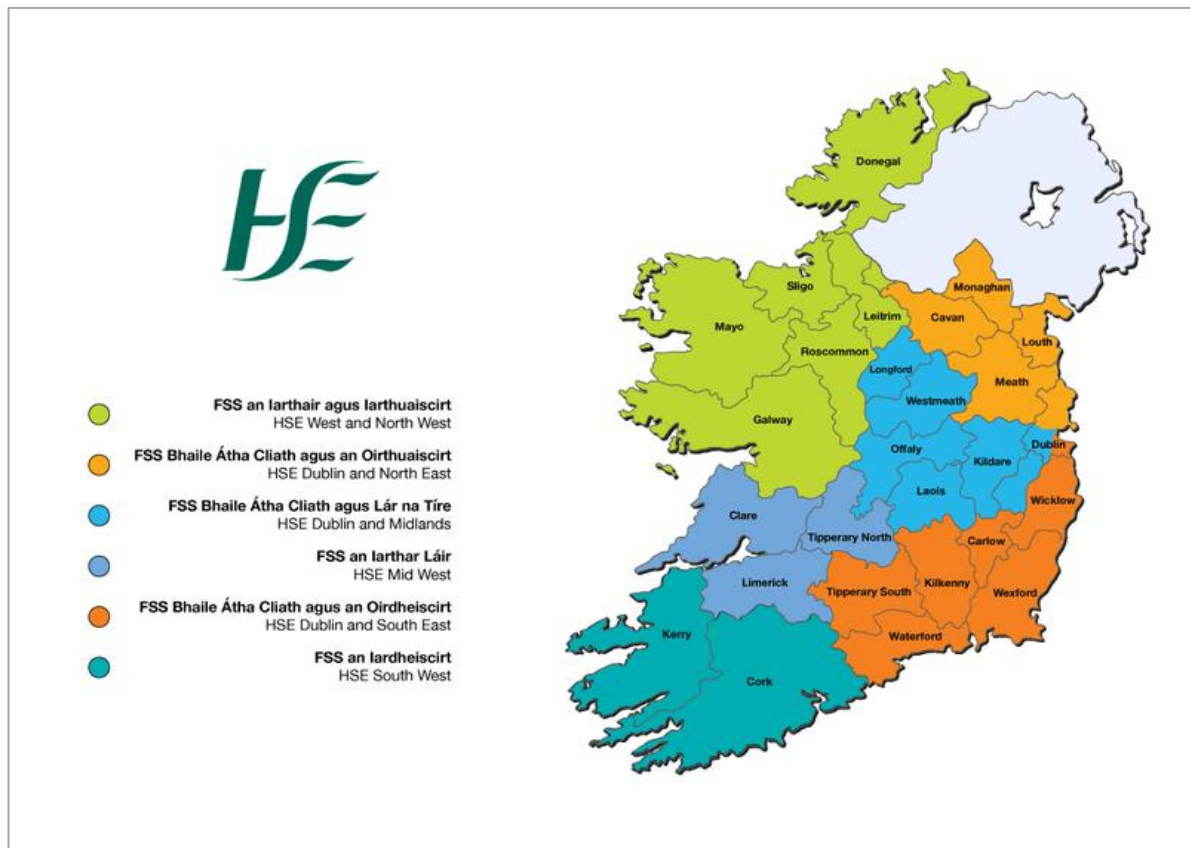 HSE
FSS an Iarthair agus Iarthuaiscirt
HSE West and North West
FSS Bhaile Átha Cliath agus an Oirthuaiscirt
HSE Dublin and North East
FSS Bhaile Átha Cliath agus Lár na Tíre
HSE Dublin and Midlands
FSS an Iarthar Láir
HSE Mid West
FSS Bhaile Átha Cliath agus an Oirdheiscirt
HSE Dublin and South East
FSS an Iardheiscirt
HSE South West
Donegal
Monaghan
Sligo
Cavan
Leitrim
Mayo
Louth
Roscommon
Longford
Meath
Westmeath
Galway
Dublin
Offaly
Kildare
Laois
Wicklow
Clare
Tipperary North
Carlow
Limerick
Kilkenny
Tipperary South
Wexford
Kerry
Waterford
Cork